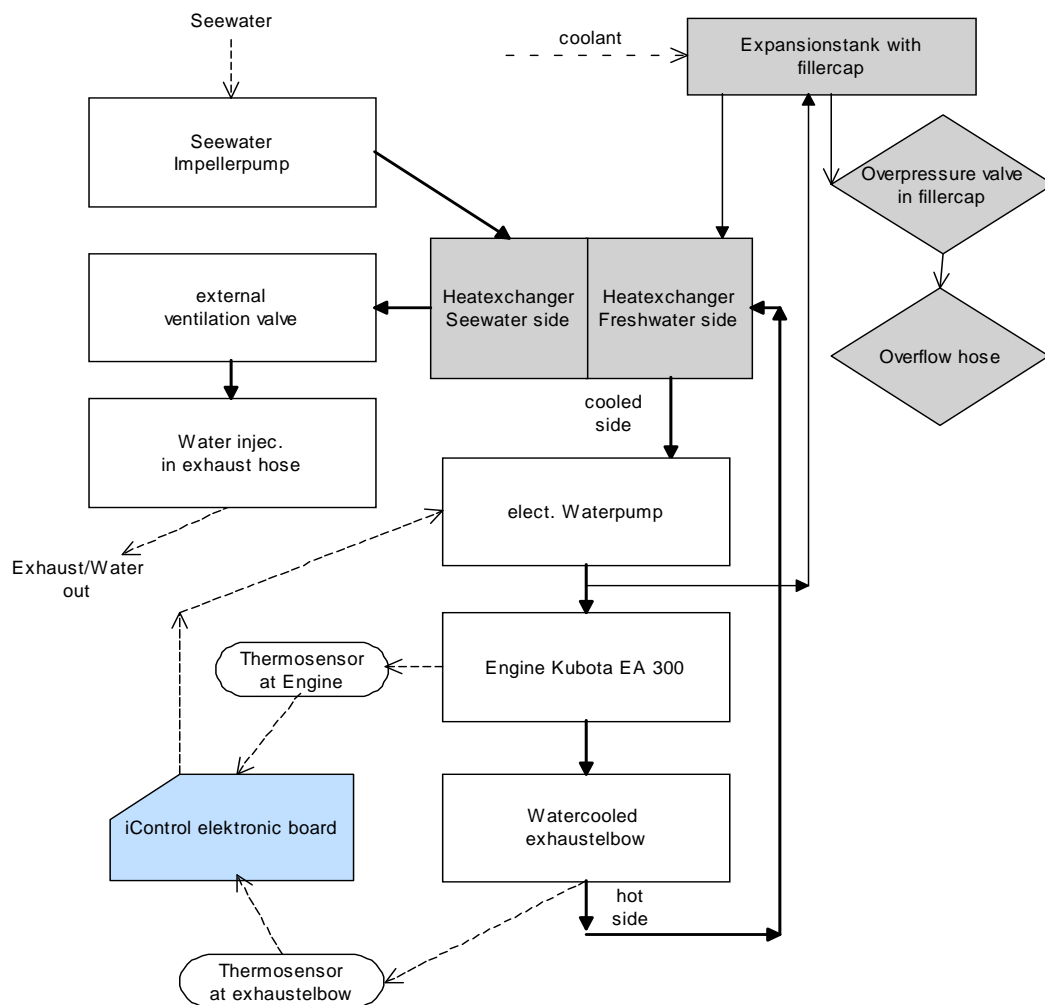 Seewater
coolant
Expansionstank with
fillercap
Seewater
Impellerpump
Overpressure valve
in fillercap
external
ventilation valve
Heatexchanger
Seewater side
Heatexchanger
Freshwater side
Overflow hose
cooled
side
Water injec.
in exhaust hose
elect. Waterpump
Exhaust/Water
out
Thermosensor
at Engine
Engine Kubota EA 300
iControl elektronic board
Watercooled
exhaustelbow
hot
side
Thermosensor
at exhaustelbow